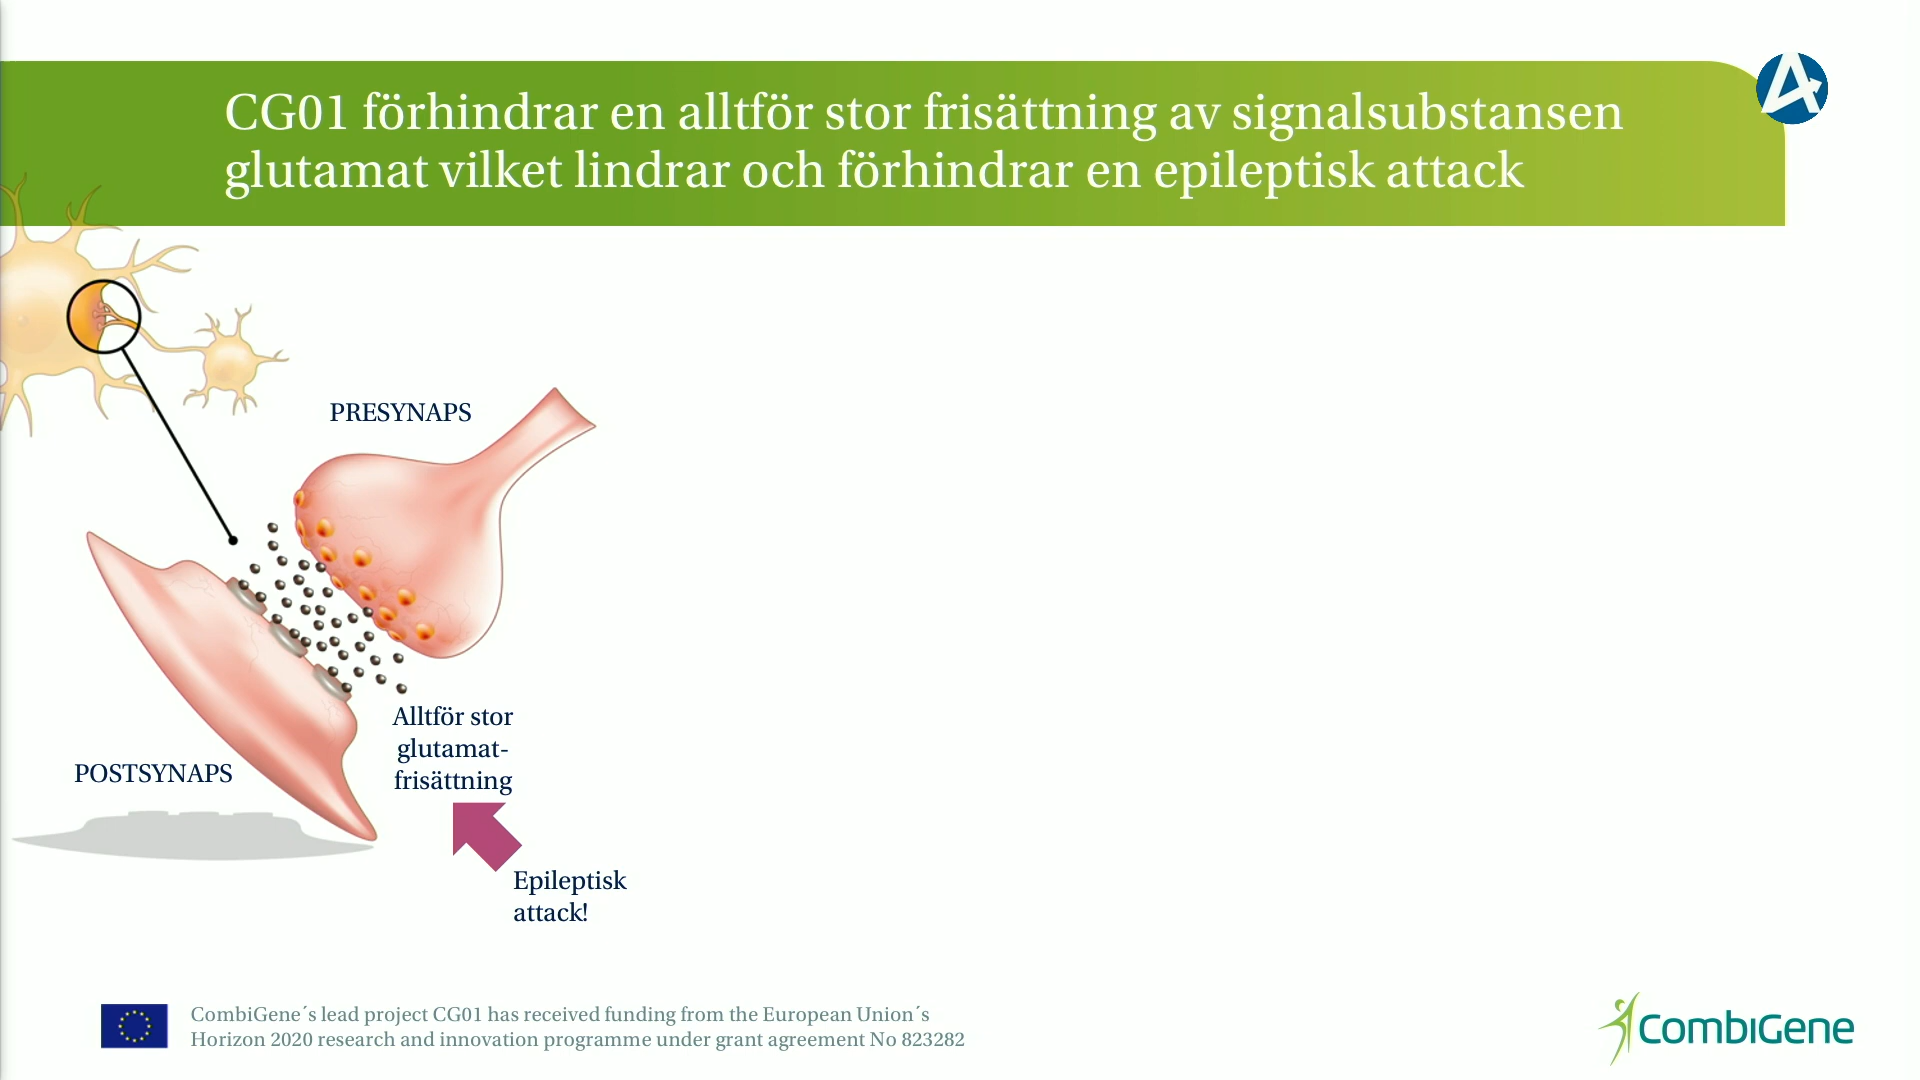 CG01 förhindrar en alltför stor frisättning av signalsubstansen
glutamat vilket lindrar och förhindrar en epileptisk attack
PRESYNAPS
Alltför stor
glutamat-
frisättning
POSTSYNAPS
Epileptisk
attack!
CombiGene´s lead project CG01 has received funding from the European Union´s
Horizon 2020 research and innovation programme under grant agreement No 823282
CombiGene